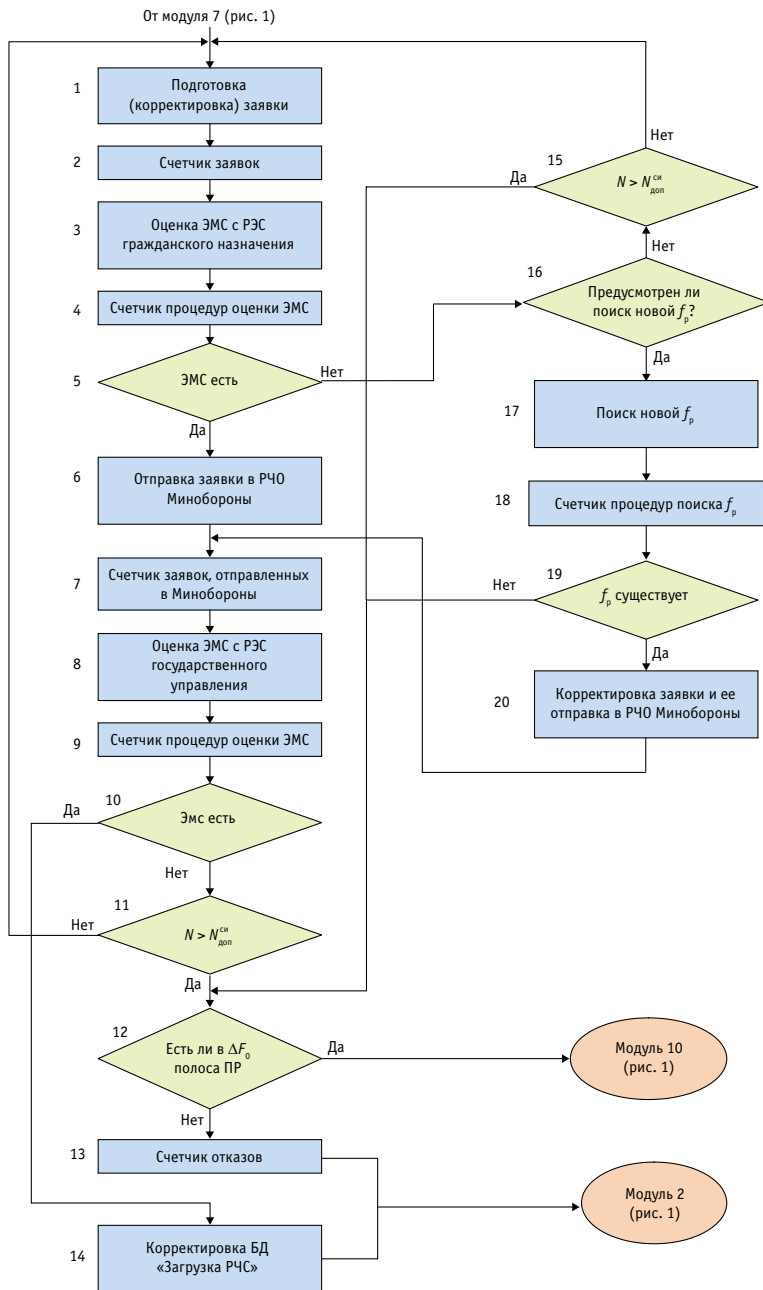 От модуля 7 (рис. 1)
1
Подготовка
(корректировка) заявки
2
Счетчик заявок
3
Оценка ЭМС с РЭС
гражданского назначения
4
Счетчик процедур оценки ЭМС
5
ЭМС есть
Нет
Да
6
Отправка заявки в РЧО
Минобороны
7
Счетчик заявок, отправленных
в Минобороны
8
Оценка ЭМС с РЭС
государственного
управления
9
Счетчик процедур оценки ЭМС
10
Да
Эмс есть
Нет
11
Нет
N > Nдоп^си
Да
12
Есть ли в ΔF₀
полоса ПР
Да
Нет
13
Счетчик отказов
14
Корректировка БД
«Загрузка РЧС»
Нет
15
Да
N > Nдоп^си
Нет
16
Предусмотрен ли
поиск новой fр?
Да
17
Поиск новой fр
18
Счетчик процедур поиска fр
19
Нет
fр существует
Да
20
Корректировка заявки и ее
отправка в РЧО Минобороны
Модуль 10
(рис. 1)
Модуль 2
(рис. 1)